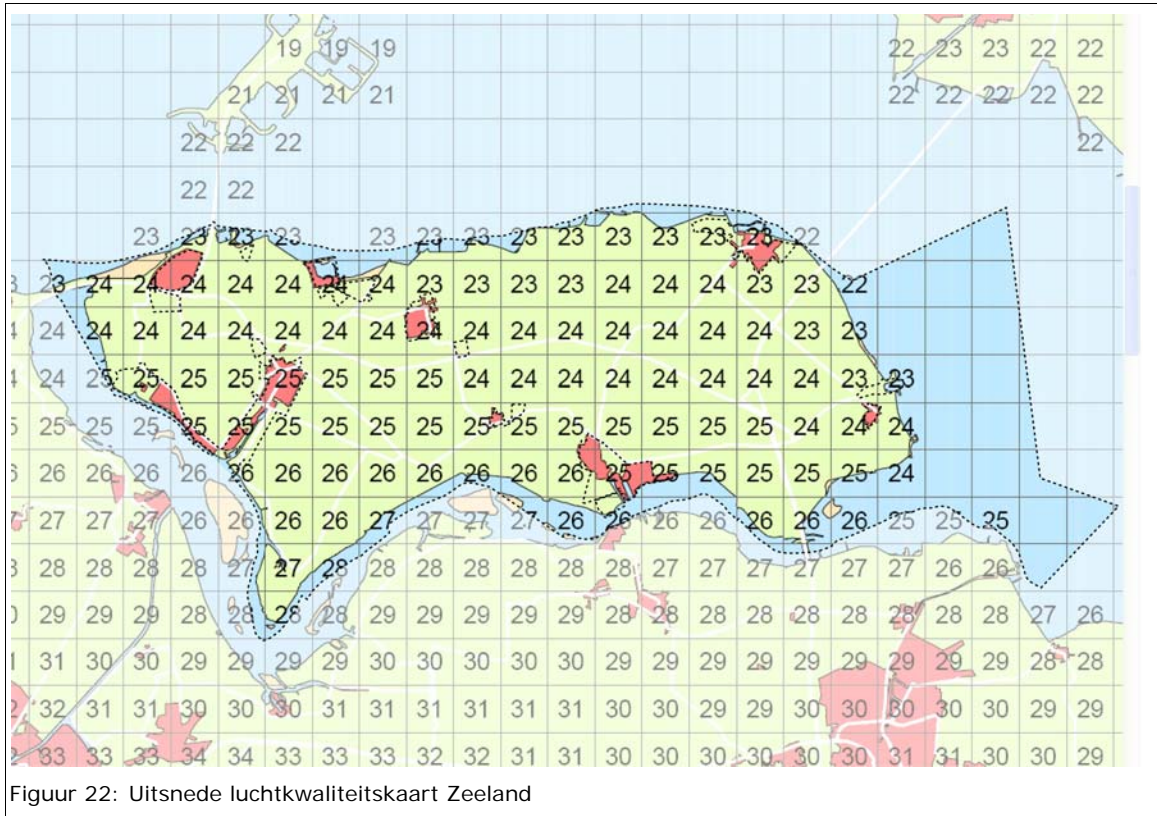 19 19 19 22 23 23 22 22
21 21 21 21 22 22 22 22 22
22 22 22 22
22 22
23 23 23 23 23 23 23 23 23 23 23 23 23 22
23 24 24 24 24 24 24 24 23 23 23 23 24 24 24 23 23 22
24 24 24 24 24 24 24 24 24 24 24 24 24 24 24 24 23 23
24 25 25 25 25 25 25 25 25 24 24 24 24 24 24 24 24 23 23
25 25 25 25 25 25 25 25 25 25 25 25 25 25 25 25 24 24 24
26 26 26 26 26 26 26 26 26 26 26 26 25 25 25 25 25 25 24
27 27 27 26 26 26 26 27 27 27 27 26 26 26 26 26 26 26 25 25 25
28 28 28 28 27 27 28 28 28 28 28 28 28 27 27 27 27 27 27 26 26
29 29 29 28 28 28 28 29 29 29 29 29 28 28 28 28 28 28 28 28 28 27 26
31 30 30 29 29 29 29 30 30 30 30 30 29 29 29 29 29 29 29 29 29 28 28
32 31 31 30 30 30 31 31 31 31 31 31 30 30 29 29 30 30 30 30 30 29 29
33 33 33 34 34 33 33 33 32 32 31 31 30 30 30 30 30 30 31 31 30 30 29
Figuur 22: Uitsnede luchtkwaliteitskaart Zeeland